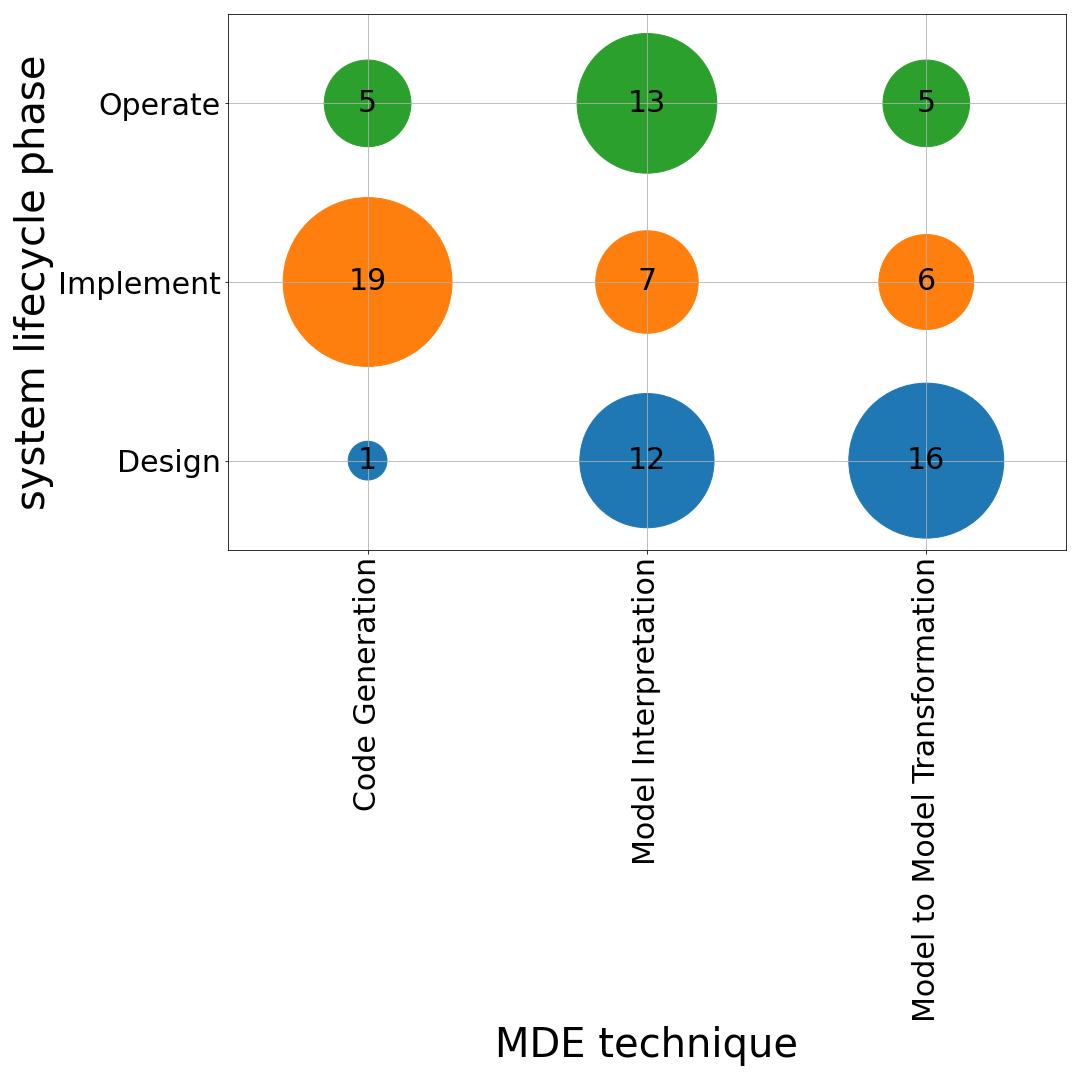 system lifecycle phase
Operate
5
13
5
Implement
19
7
6
Design
1
12
16
Code Generation
Model Interpretation
Model to Model Transformation
MDE technique